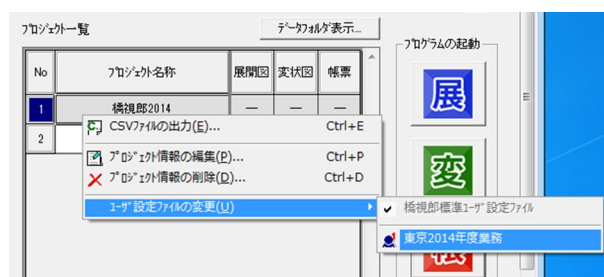 ﾌﾟﾛｼﾞｪｸﾄ一覧
ﾃﾞｰﾀﾌｫﾙﾀﾞ表示...
ﾌﾟﾛｸﾞﾗﾑの起動
No ﾌﾟﾛｼﾞｪｸﾄ名称 展開図 変状図 帳票
1 橋視郎2014 － － －
2
展
変
CSVﾌｧｲﾙの出力(E)... Ctrl+E
ﾌﾟﾛｼﾞｪｸﾄ情報の編集(P)... Ctrl+P
ﾌﾟﾛｼﾞｪｸﾄ情報の削除(D)... Ctrl+D
ﾕｰｻﾞ設定ﾌｧｲﾙの変更(U)
橋視郎標準ﾕｰｻﾞ設定ﾌｧｲﾙ
東京2014年度業務